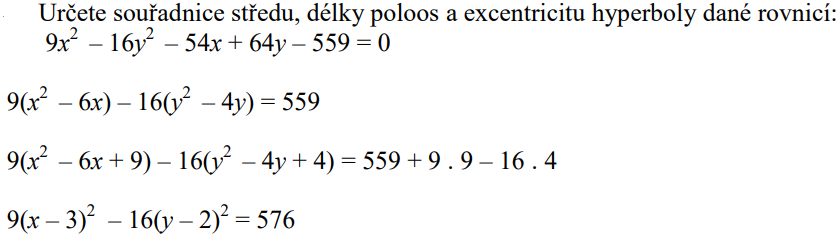 Určete souřadnice středu, délky poloos a excentricitu hyperboly dané rovnicí:
9x² – 16y² – 54x + 64y – 559 = 0
9(x² – 6x) – 16(y² – 4y) = 559
9(x² – 6x + 9) – 16(y² – 4y + 4) = 559 + 9 . 9 – 16 . 4
9(x – 3)² – 16(y – 2)² = 576